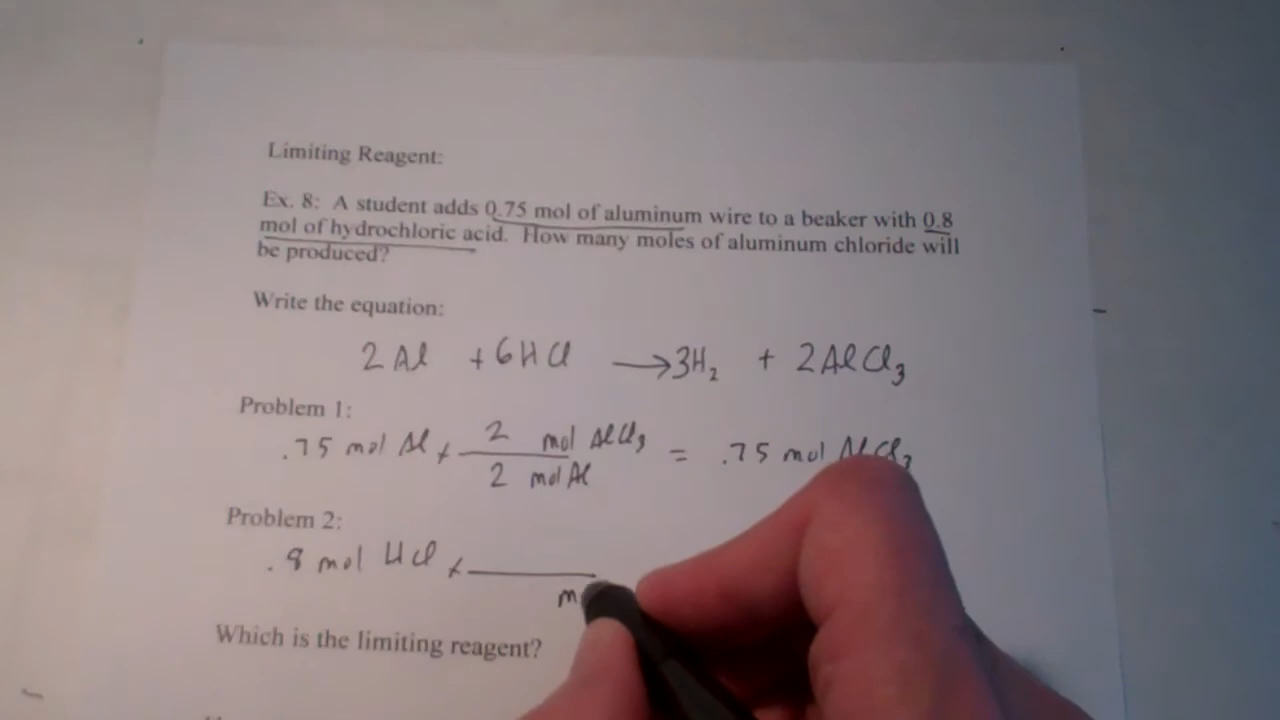 Limiting Reagent:
Ex. 8: A student adds 0.75 mol of aluminum wire to a beaker with 0.8
mol of hydrochloric acid. How many moles of aluminum chloride will
be produced?
Write the equation:
2Al + 6HCl → 3H₂ + 2AlCl₃
Problem 1:
.75 mol Al x 2 mol AlCl₃ = .75 mol AlCl₃
2 mol Al
Problem 2:
.8 mol HCl x
m
Which is the limiting reagent?